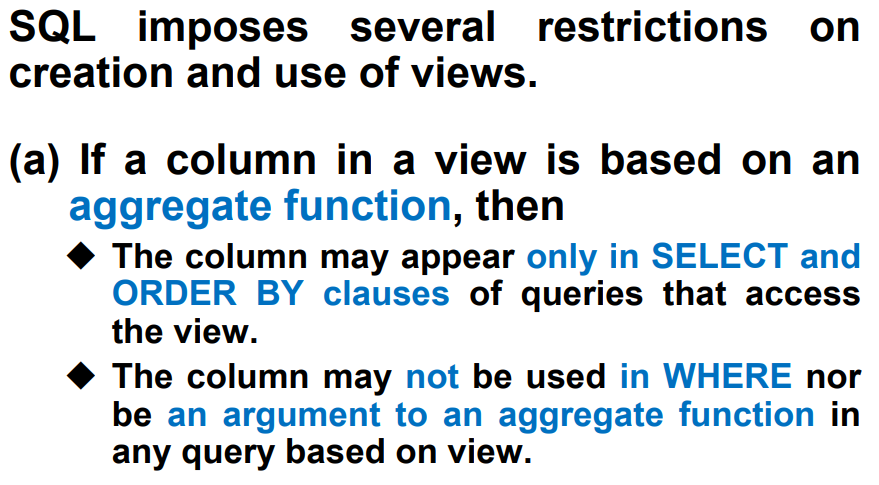 SQL imposes several restrictions on
creation and use of views.
(a) If a column in a view is based on an
aggregate function, then
◆ The column may appear only in SELECT and
ORDER BY clauses of queries that access
the view.
◆ The column may not be used in WHERE nor
be an argument to an aggregate function in
any query based on view.